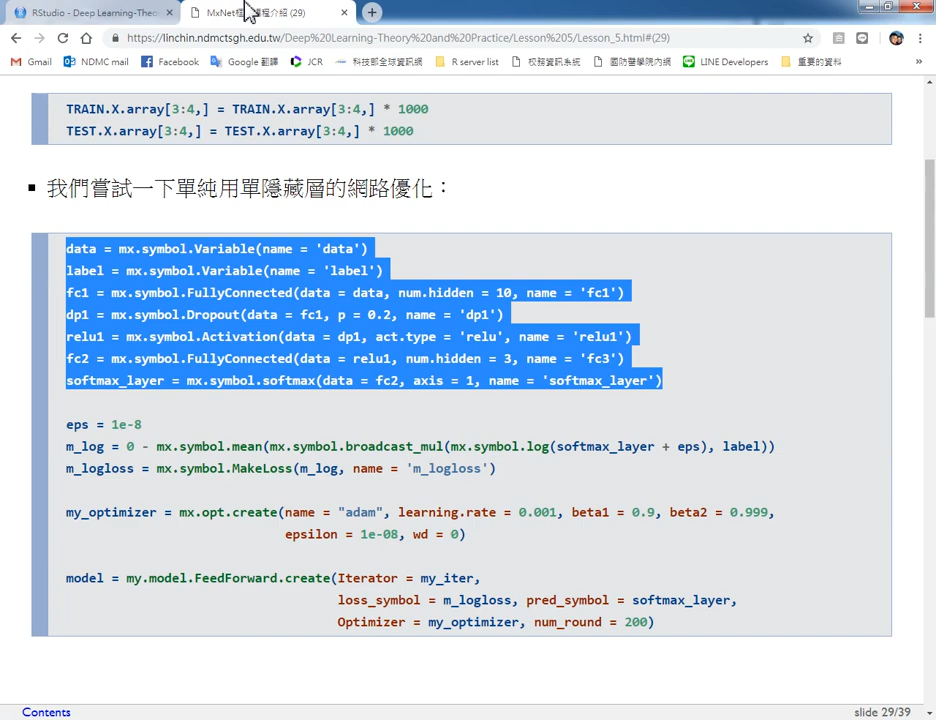 RStudio - Deep Learning-Theo
MxNet框 程介紹 (29)
https://linchin.ndmctsgh.edu.tw/Deep%20Learning-Theory%20and%20Practice/Lesson%205/Lesson_5.html#(29)
Gmail NDMC mail Facebook Google 翻譯 JCR 科技部全球資訊網 R server list 校務資訊系統 國防醫學院內網 LINE Developers 重要的資料 »
TRAIN.X.array[3:4,] = TRAIN.X.array[3:4,] * 1000
TEST.X.array[3:4,] = TEST.X.array[3:4,] * 1000
我們嘗試一下單純用單隱藏層的網路優化：
data = mx.symbol.Variable(name = 'data')
label = mx.symbol.Variable(name = 'label')
fc1 = mx.symbol.FullyConnected(data = data, num.hidden = 10, name = 'fc1')
dp1 = mx.symbol.Dropout(data = fc1, p = 0.2, name = 'dp1')
relu1 = mx.symbol.Activation(data = dp1, act.type = 'relu', name = 'relu1')
fc2 = mx.symbol.FullyConnected(data = relu1, num.hidden = 3, name = 'fc3')
softmax_layer = mx.symbol.softmax(data = fc2, axis = 1, name = 'softmax_layer')
eps = 1e-8
m_log = 0 - mx.symbol.mean(mx.symbol.broadcast_mul(mx.symbol.log(softmax_layer + eps), label))
m_logloss = mx.symbol.MakeLoss(m_log, name = 'm_logloss')
my_optimizer = mx.opt.create(name = "adam", learning.rate = 0.001, beta1 = 0.9, beta2 = 0.999,
epsilon = 1e-08, wd = 0)
model = my.model.FeedForward.create(Iterator = my_iter,
loss_symbol = m_logloss, pred_symbol = softmax_layer,
Optimizer = my_optimizer, num_round = 200)
Contents
slide 29/39